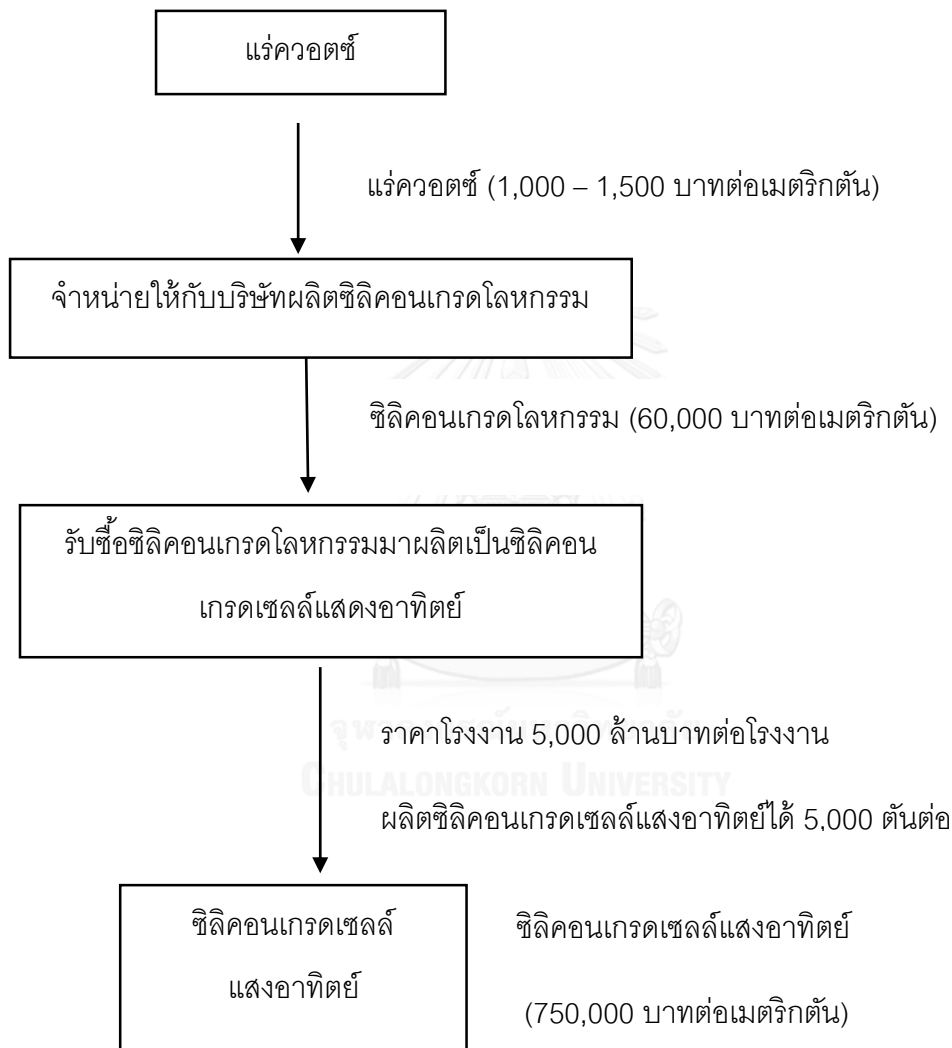 แร่ควอตซ์
แร่ควอตซ์ (1,000 – 1,500 บาทต่อเมตริกตัน)
จำหน่ายให้กับบริษัทผลิตซิลิคอนเกรดโลหกรรม
ซิลิคอนเกรดโลหกรรม (60,000 บาทต่อเมตริกตัน)
รับซื้อซิลิคอนเกรดโลหกรรมมาผลิตเป็นซิลิคอน
เกรดเซลล์แสดงอาทิตย์
ราคาโรงงาน 5,000 ล้านบาทต่อโรงงาน
CHULALONGKORN UNIVERSITY
ผลิตซิลิคอนเกรดเซลล์แสงอาทิตย์ได้ 5,000 ตันต่อ
ซิลิคอนเกรดเซลล์
แสงอาทิตย์
ซิลิคอนเกรดเซลล์แสงอาทิตย์
(750,000 บาทต่อเมตริกตัน)